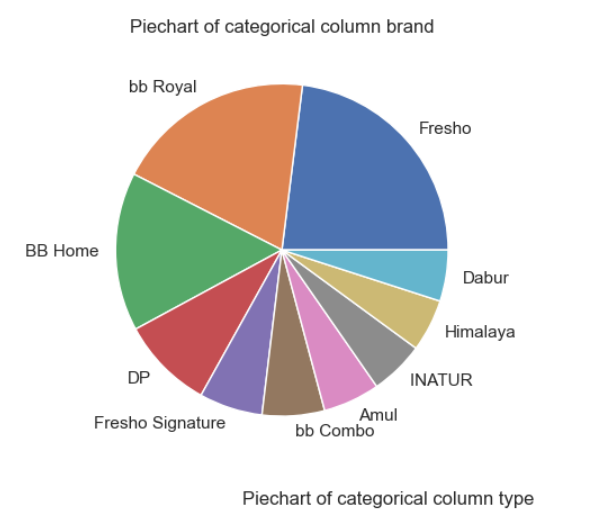 Piechart of categorical column brand
bb Royal
Fresho
BB Home
Dabur
Himalaya
DP
INATUR
Amul
Fresho Signature
bb Combo
Piechart of categorical column type